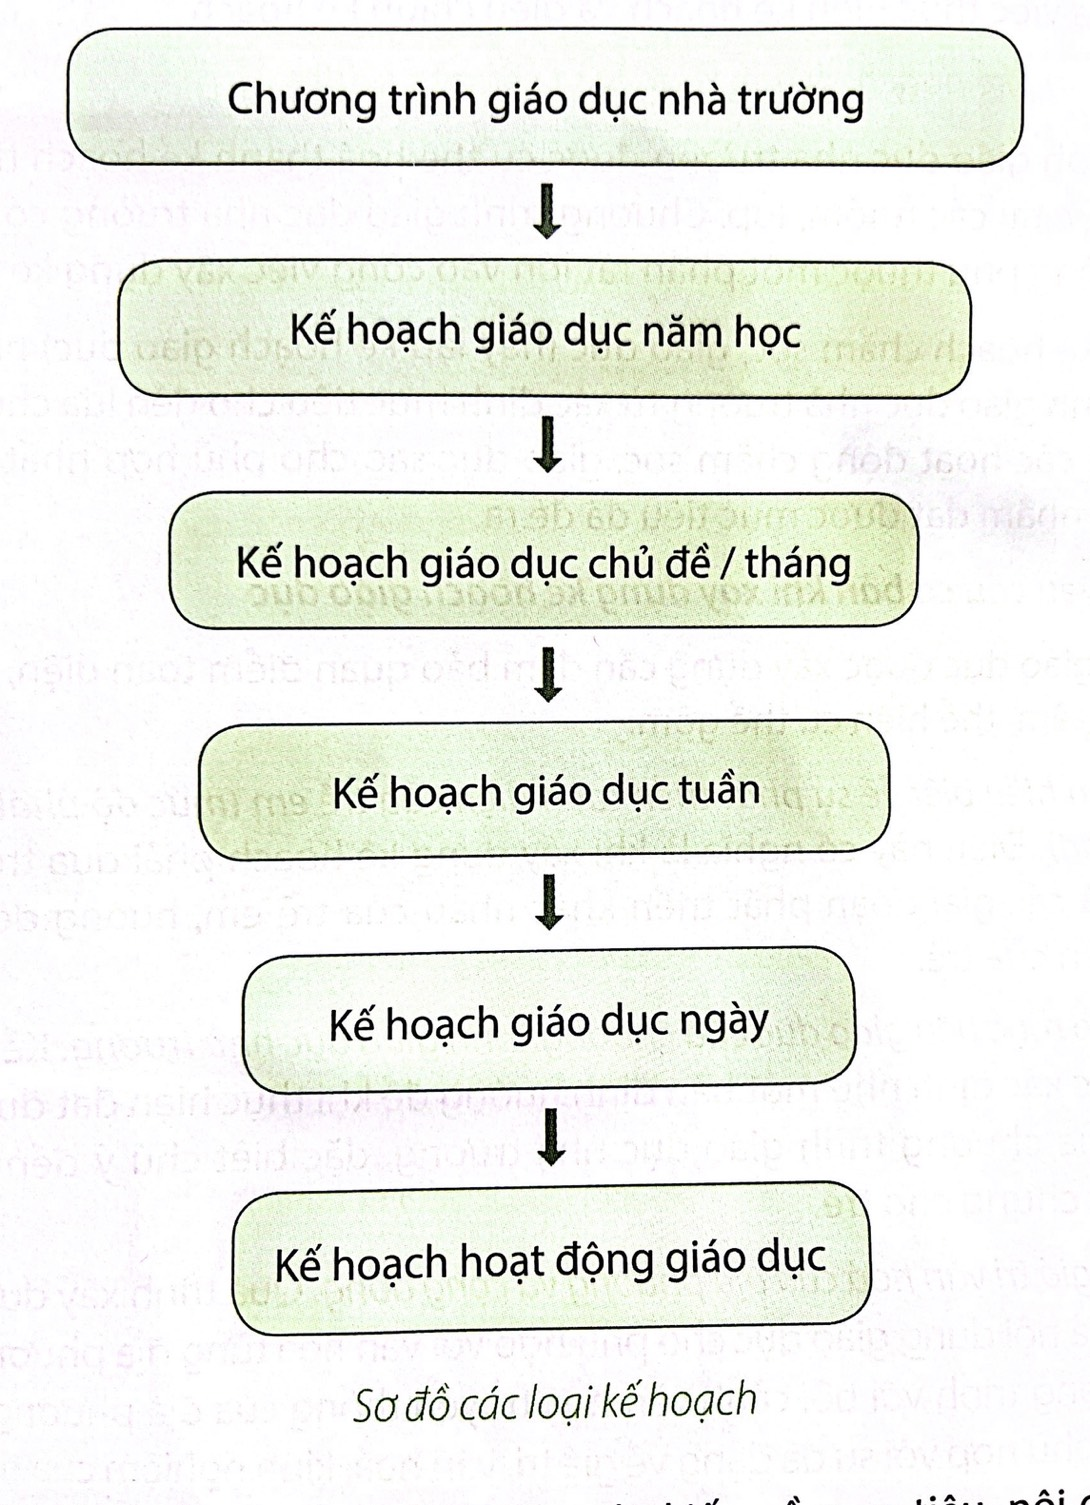 Chương trình giáo dục nhà trường
Kế hoạch giáo dục năm học
Kế hoạch giáo dục chủ đề / tháng
Kế hoạch giáo dục tuần
Kế hoạch giáo dục ngày
Kế hoạch hoạt động giáo dục
Sơ đồ các loại kế hoạch